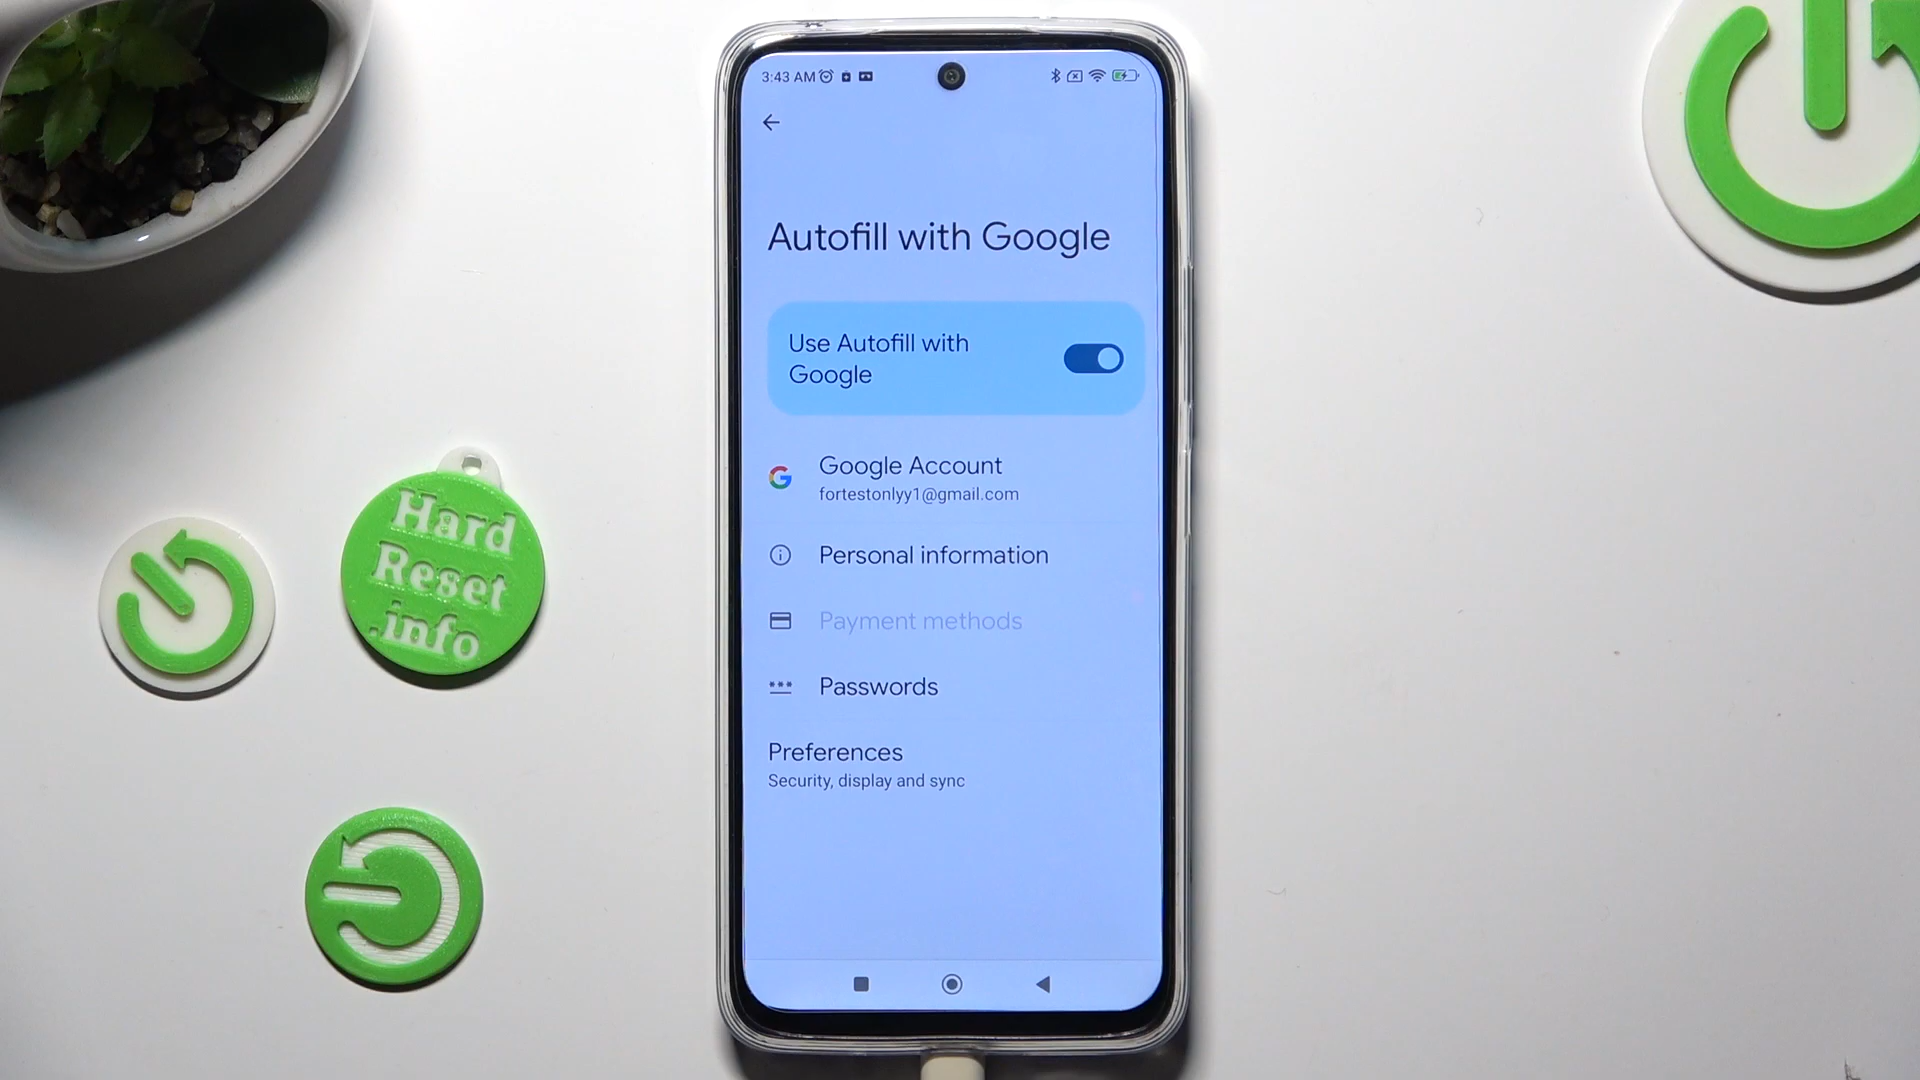 3:43 AM
Autofill with Google
Use Autofill with
Google
Google Account
fortestonlyy1@gmail.com
Personal information
Payment methods
Passwords
Preferences
Security, display and sync
Hard
Reset
.info